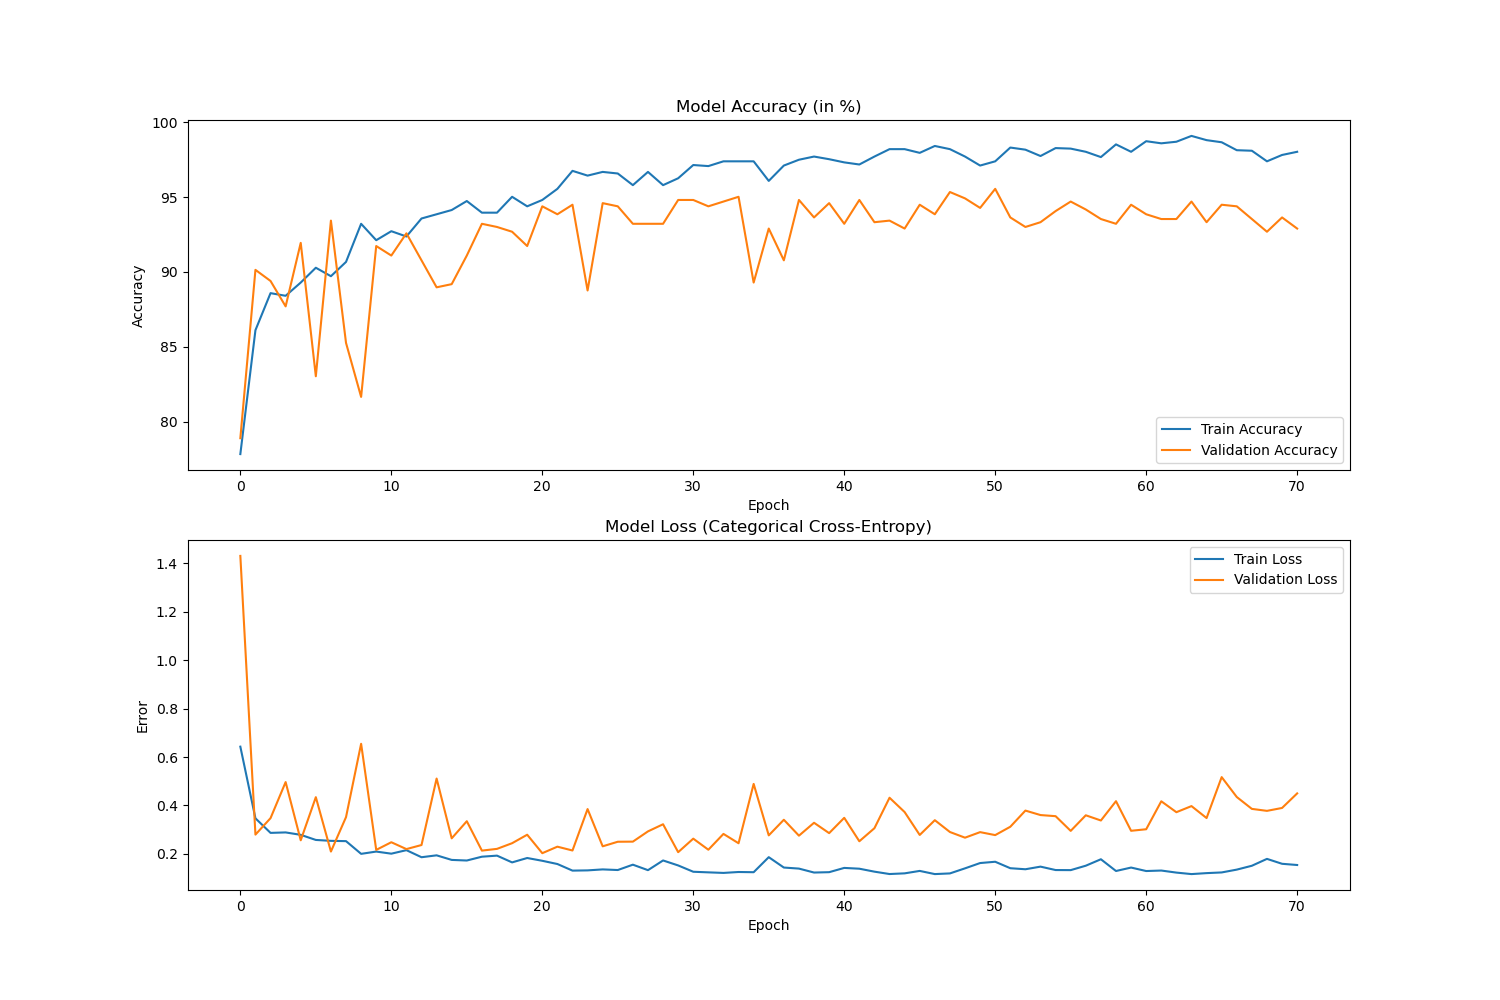 Model Accuracy (in %)
100
95
90
85
80
Accuracy
Train Accuracy
Validation Accuracy
0 10 20 30 40 50 60 70
Epoch
Model Loss (Categorical Cross-Entropy)
1.4
1.2
1.0
0.8
0.6
0.4
0.2
Error
Train Loss
Validation Loss
0 10 20 30 40 50 60 70
Epoch